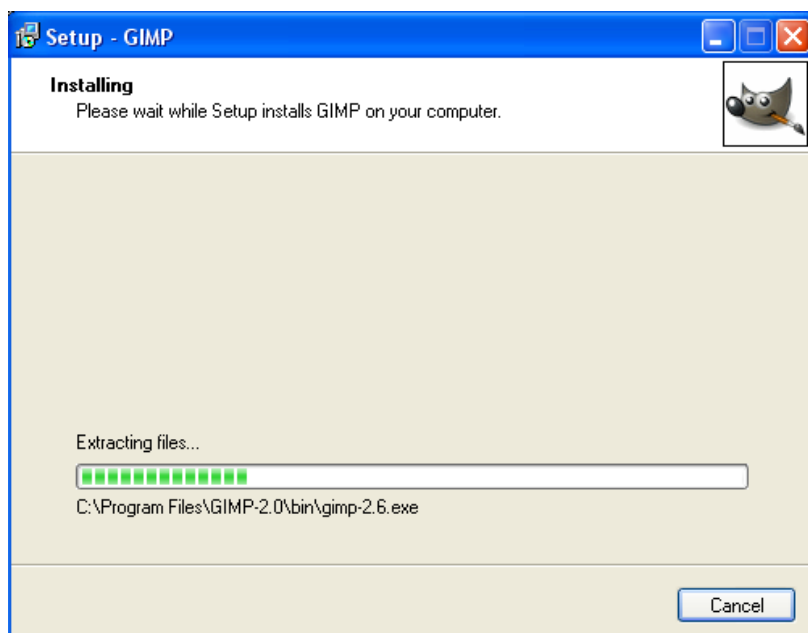 Setup - GIMP
Installing
Please wait while Setup installs GIMP on your computer.
Extracting files...
C:\Program Files\GIMP-2.0\bin\gimp-2.6.exe
Cancel